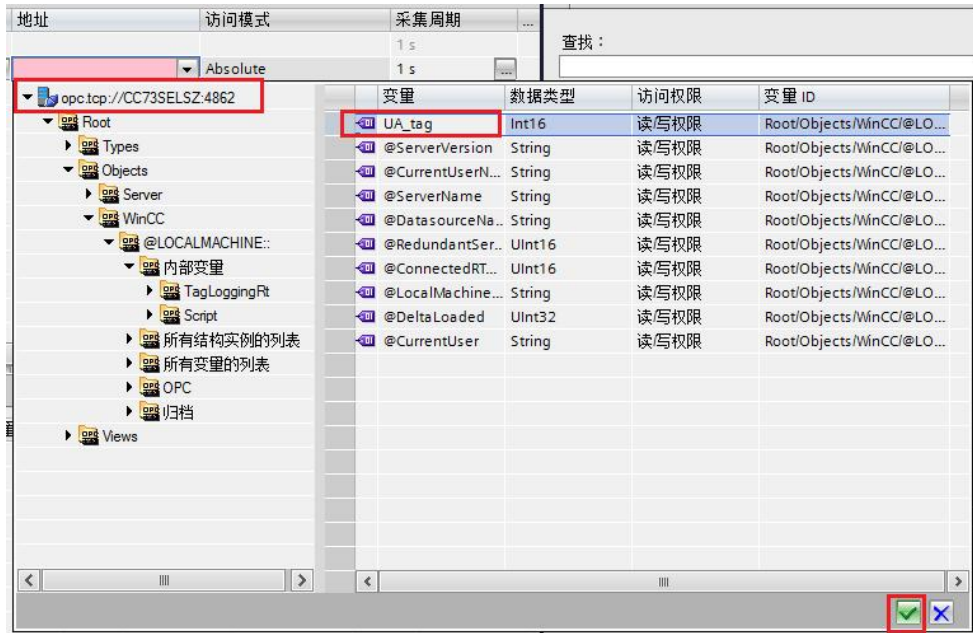 地址 访问模式 采集周期 ...
1 s
查找：
Absolute 1 s ...
opc.tcp://CC73SELSZ:4862
Root
Types
Objects
Server
WinCC
@LOCALMACHINE::
内部变量
TagLoggingRt
Script
所有结构实例的列表
所有变量的列表
OPC
归档
Views
变量 数据类型 访问权限 变量 ID
UA_tag Int16 读/写权限 Root/Objects/WinCC/@LO...
@ServerVersion String 读/写权限 Root/Objects/WinCC/@LO...
@CurrentUserN... String 读/写权限 Root/Objects/WinCC/@LO...
@ServerName String 读/写权限 Root/Objects/WinCC/@LO...
@DatasourceNa... String 读/写权限 Root/Objects/WinCC/@LO...
@RedundantSer... UInt16 读/写权限 Root/Objects/WinCC/@LO...
@ConnectedRT... UInt16 读/写权限 Root/Objects/WinCC/@LO...
@LocalMachine... String 读/写权限 Root/Objects/WinCC/@LO...
@DeltaLoaded UInt32 读/写权限 Root/Objects/WinCC/@LO...
@CurrentUser String 读/写权限 Root/Objects/WinCC/@LO...